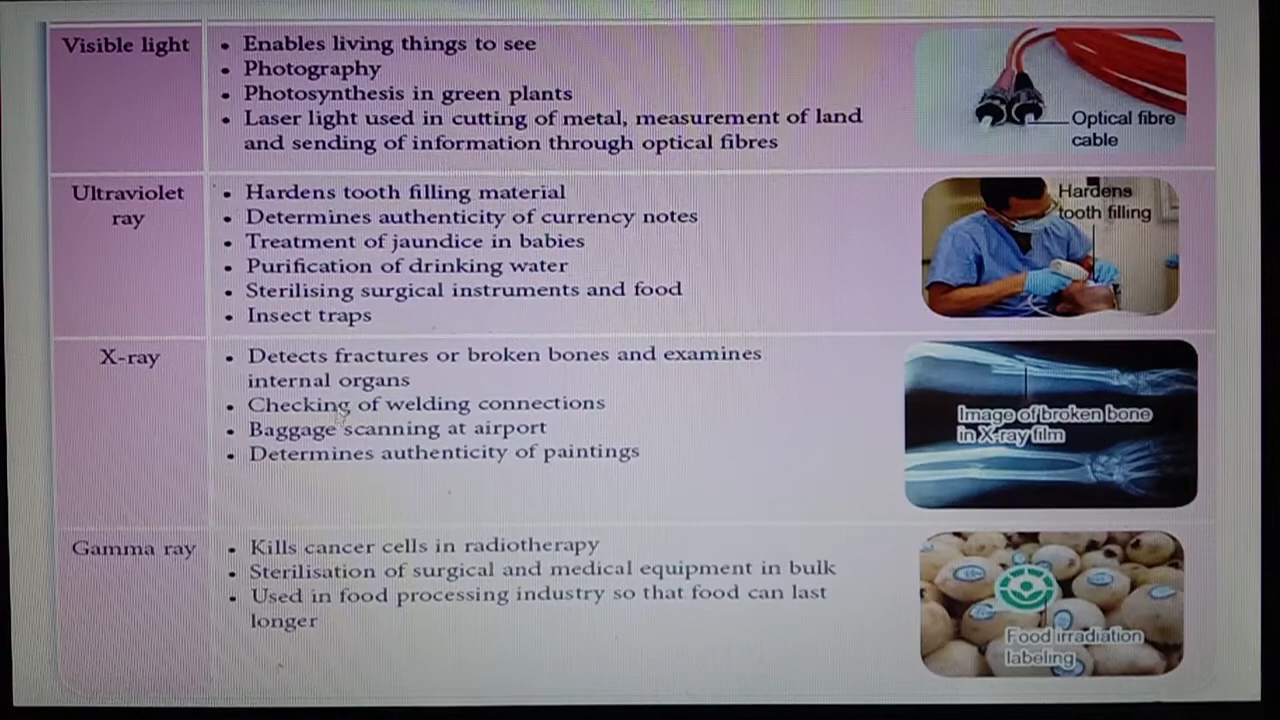 Visible light
• Enables living things to see
• Photography
• Photosynthesis in green plants
• Laser light used in cutting of metal, measurement of land
and sending of information through optical fibres
Optical fibre
cable
Ultraviolet
ray
• Hardens tooth filling material
• Determines authenticity of currency notes
• Treatment of jaundice in babies
• Purification of drinking water
• Sterilising surgical instruments and food
• Insect traps
Hardens
tooth filling
X-ray
• Detects fractures or broken bones and examines
internal organs
• Checking of welding connections
• Baggage scanning at airport
• Determines authenticity of paintings
Image of broken bone
in X-ray film
Gamma ray
• Kills cancer cells in radiotherapy
• Sterilisation of surgical and medical equipment in bulk
• Used in food processing industry so that food can last
longer
Food irradiation
labeling